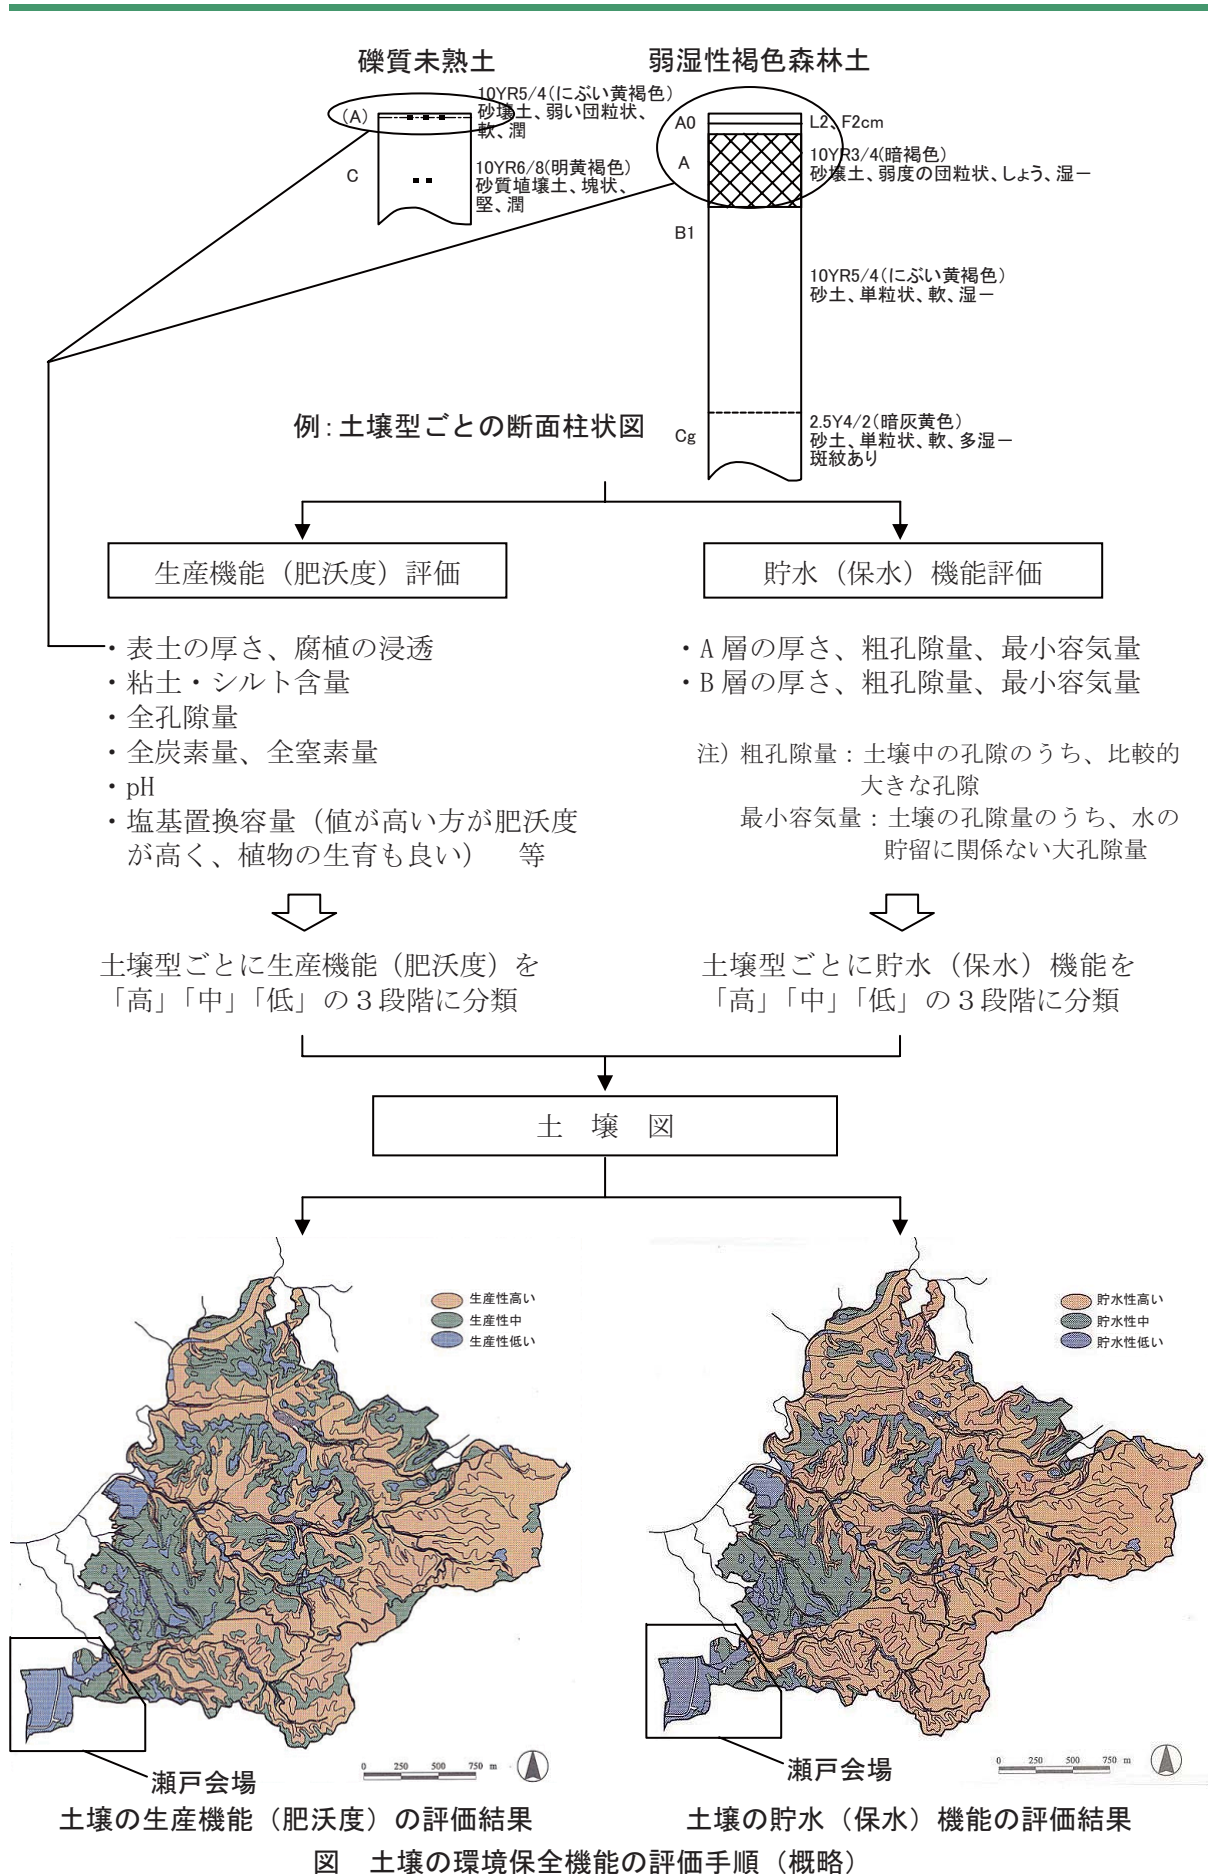 礫質未熟土
(A)
10YR5/4(にぶい黄褐色)
砂壌土、弱い団粒状、
軟、潤
C
10YR6/8(明黄褐色)
砂質埴壌土、塊状、
堅、潤
弱湿性褐色森林土
A0
L2、F2cm
A
10YR3/4(暗褐色)
砂壌土、弱度の団粒状、しょう、湿－
B1
10YR5/4(にぶい黄褐色)
砂土、単粒状、軟、湿－
Cg
2.5Y4/2(暗灰黄色)
砂土、単粒状、軟、多湿－
斑紋あり
例：土壌型ごとの断面柱状図
生産機能（肥沃度）評価
・表土の厚さ、腐植の浸透
・粘土・シルト含量
・全孔隙量
・全炭素量、全窒素量
・pH
・塩基置換容量（値が高い方が肥沃度
が高く、植物の生育も良い）　等
土壌型ごとに生産機能（肥沃度）を
「高」「中」「低」の３段階に分類
貯水（保水）機能評価
・A 層の厚さ、粗孔隙量、最小容気量
・B 層の厚さ、粗孔隙量、最小容気量
注）粗孔隙量：土壌中の孔隙のうち、比較的
大きな孔隙
最小容気量：土壌の孔隙量のうち、水の
貯留に関係ない大孔隙量
土壌型ごとに貯水（保水）機能を
「高」「中」「低」の３段階に分類
土　壌　図
生産性高い
生産性中
生産性低い
0 250 500 750 m
瀬戸会場
土壌の生産機能（肥沃度）の評価結果
貯水性高い
貯水性中
貯水性低い
0 250 500 750 m
瀬戸会場
土壌の貯水（保水）機能の評価結果
図　土壌の環境保全機能の評価手順（概略）